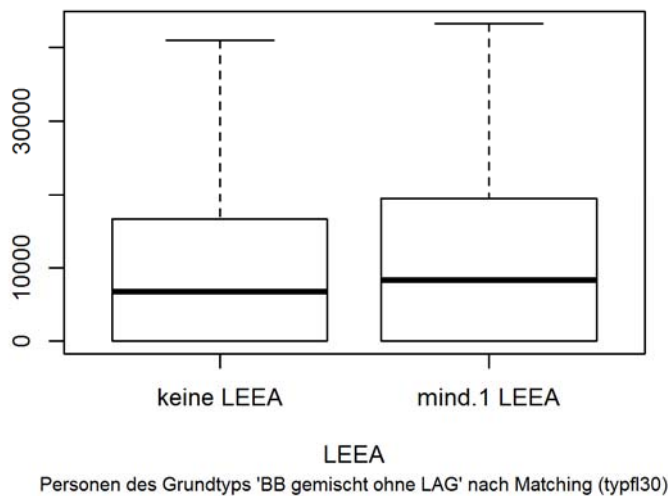 30000
10000
0
keine LEEA
mind.1 LEEA
LEEA
Personen des Grundtyps 'BB gemischt ohne LAG' nach Matching (typfl30)